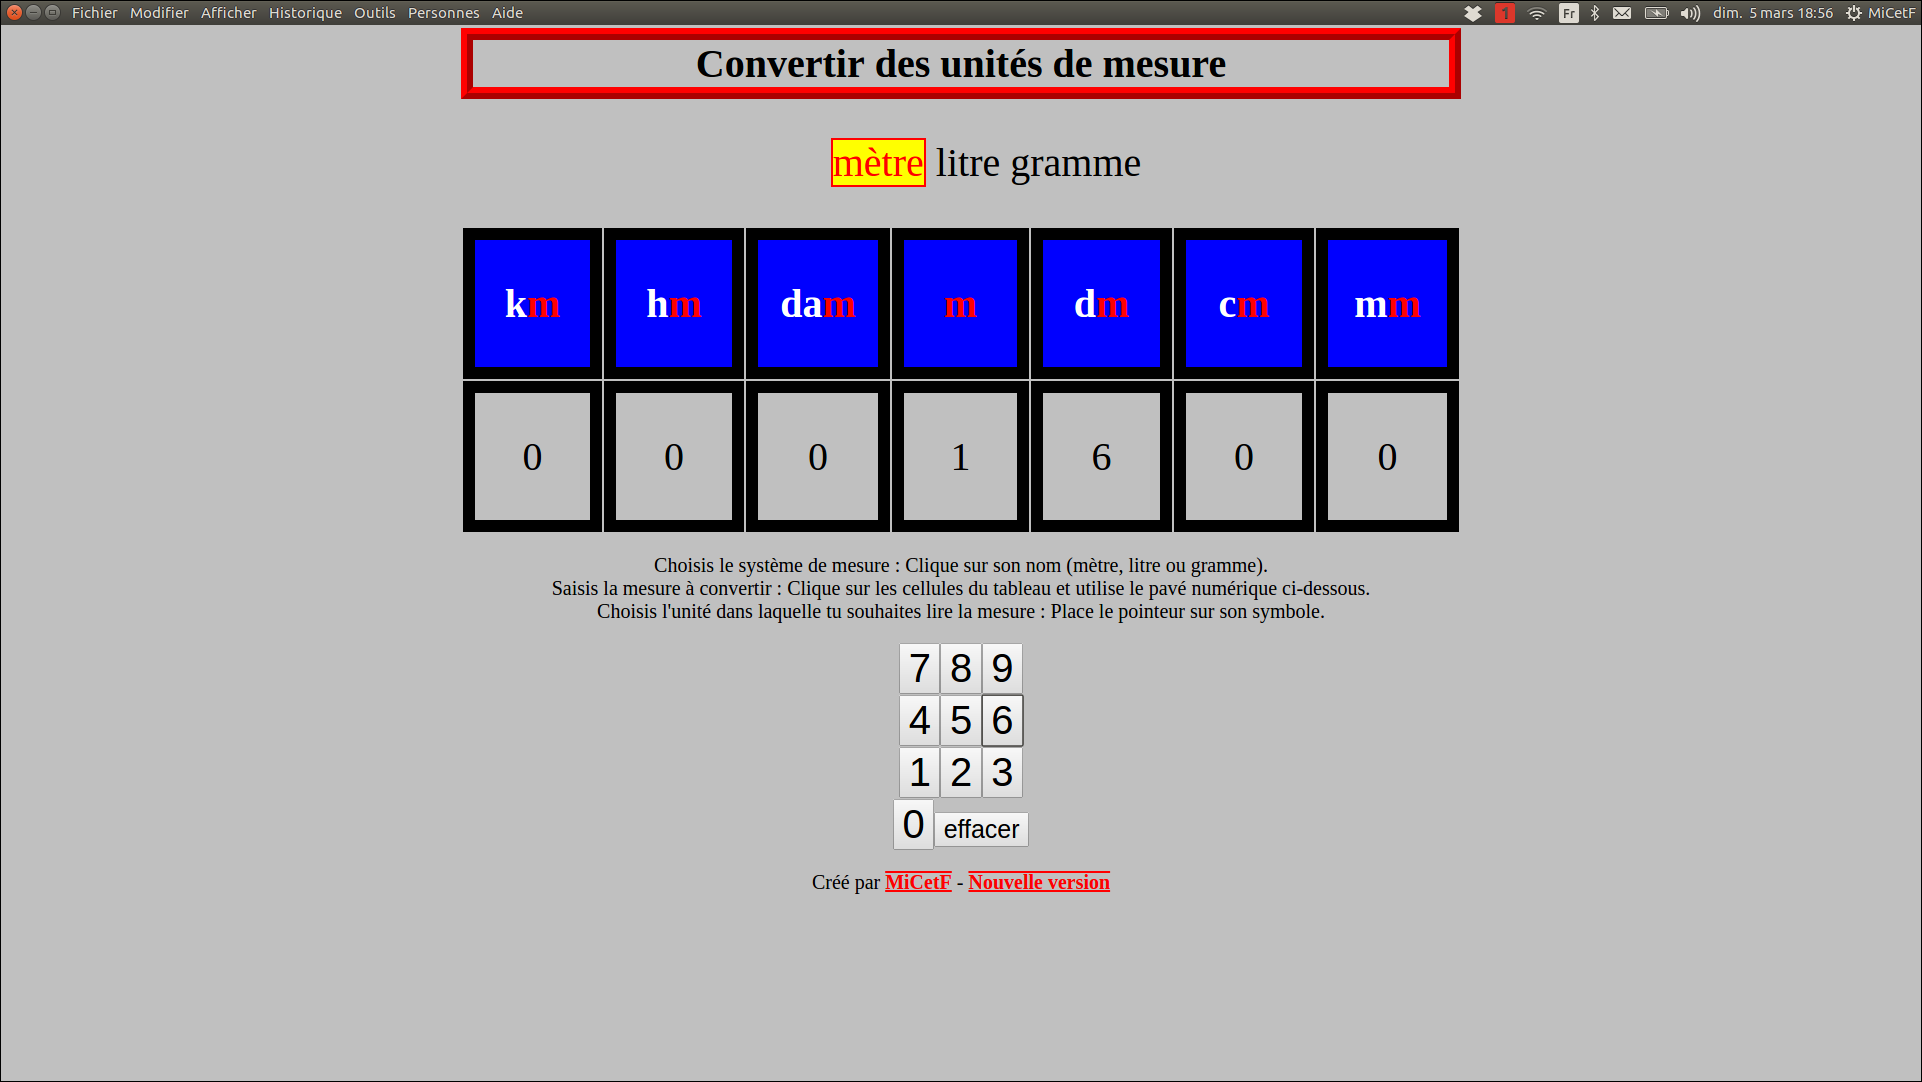 Fichier Modifier Afficher Historique Outils Personnes Aide 1 Fr dim. 5 mars 18:56 MiCetF
Convertir des unités de mesure
mètre litre gramme
km hm dam m dm cm mm
0 0 0 1 6 0 0
Choisis le système de mesure : Clique sur son nom (mètre, litre ou gramme).
Saisis la mesure à convertir : Clique sur les cellules du tableau et utilise le pavé numérique ci-dessous.
Choisis l'unité dans laquelle tu souhaites lire la mesure : Place le pointeur sur son symbole.
7 8 9
4 5 6
1 2 3
0 effacer
Créé par MiCetF - Nouvelle version